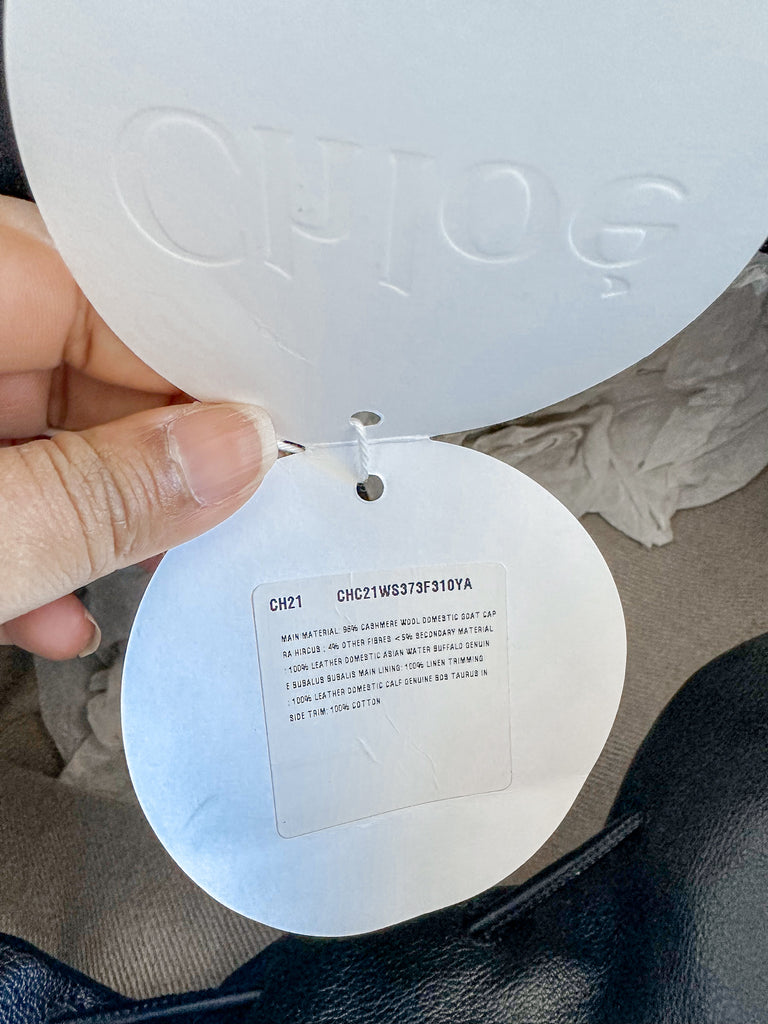 Chloé
CH21 CHC21WS373F310YA
MAIN MATERIAL: 96% CASHMERE WOOL DOMESTIC GOAT CAP
RA HIRCUS ; 4% OTHER FIBRES <5% SECONDARY MATERIAL
: 100% LEATHER DOMESTIC ASIAN WATER BUFFALO GENUIN
E BUBALUS BUBALIS MAIN LINING: 100% LINEN TRIMMING
: 100% LEATHER DOMESTIC CALF GENUINE BOS TAURUS IN
SIDE TRIM: 100% COTTON